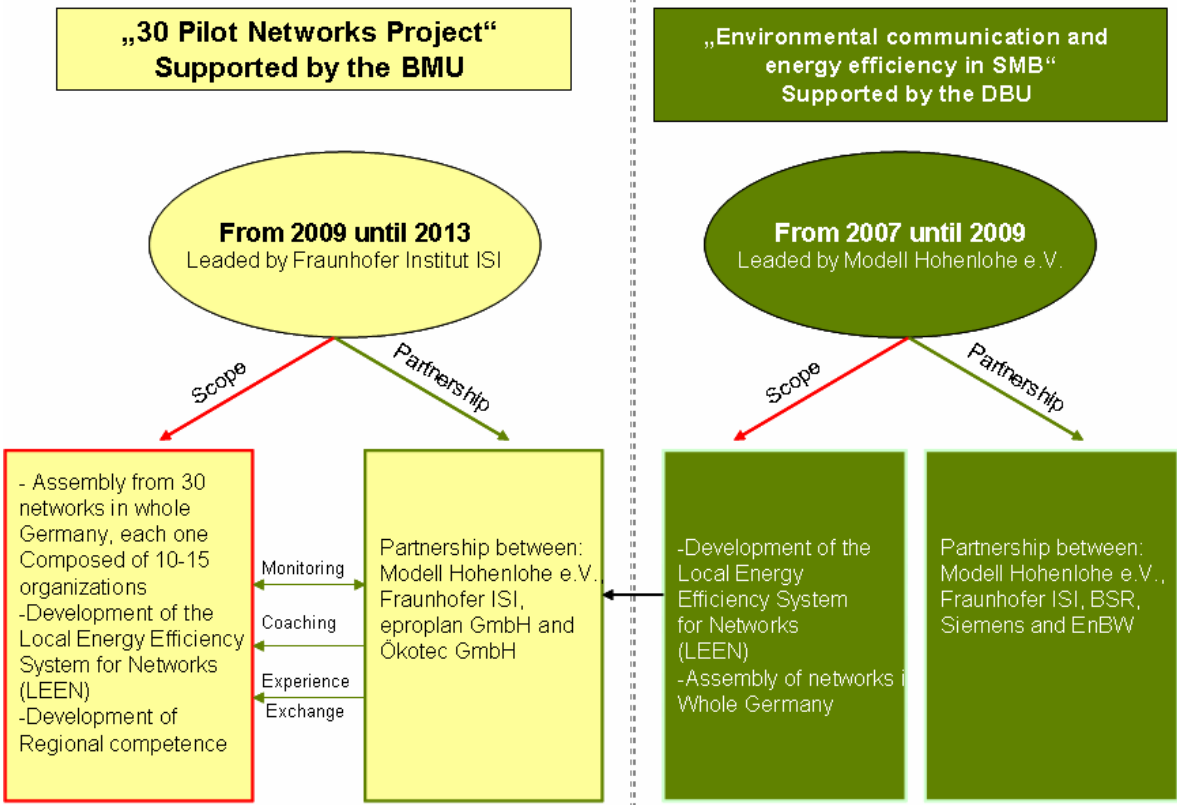 „30 Pilot Networks Project“
Supported by the BMU
„Environmental communication and
energy efficiency in SMB“
Supported by the DBU
From 2009 until 2013
Leaded by Fraunhofer Institut ISI
From 2007 until 2009
Leaded by Modell Hohenlohe e.V.
Scope
Partnership
Scope
Partnership
- Assembly from 30
networks in whole
Germany, each one
Composed of 10-15
organizations
-Development of the
Local Energy Efficiency
System for Networks
(LEEN)
-Development of
Regional competence
Monitoring
Coaching
Experience
Exchange
Partnership between:
Modell Hohenlohe e.V.,
Fraunhofer ISI,
eproplan GmbH and
Ökotec GmbH
-Development of the
Local Energy
Efficiency System
for Networks
(LEEN)
-Assembly of networks i
Whole Germany
Partnership between:
Modell Hohenlohe e.V.,
Fraunhofer ISI, BSR,
Siemens and EnBW